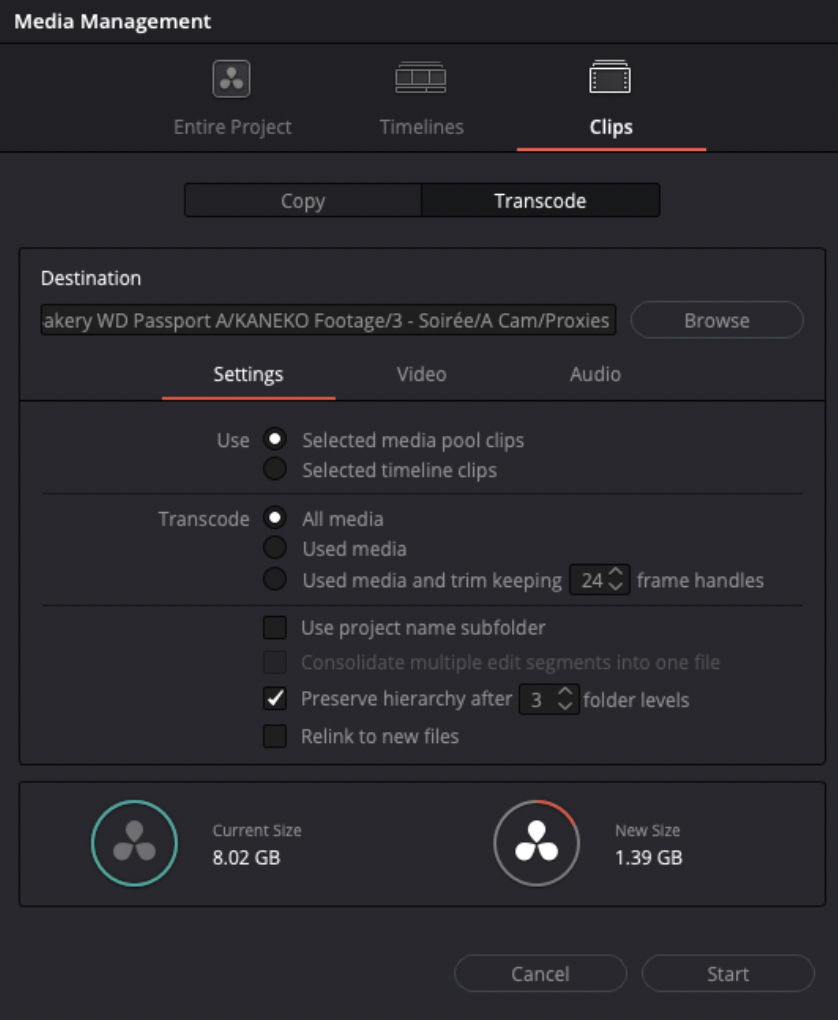 Media Management
Entire Project Timelines Clips
Copy Transcode
Destination
akery WD Passport A/KANEKO Footage/3 - Soirée/A Cam/Proxies Browse
Settings Video Audio
Use Selected media pool clips
Selected timeline clips
Transcode All media
Used media
Used media and trim keeping 24 frame handles
Use project name subfolder
Consolidate multiple edit segments into one file
Preserve hierarchy after 3 folder levels
Relink to new files
Current Size New Size
8.02 GB 1.39 GB
Cancel Start